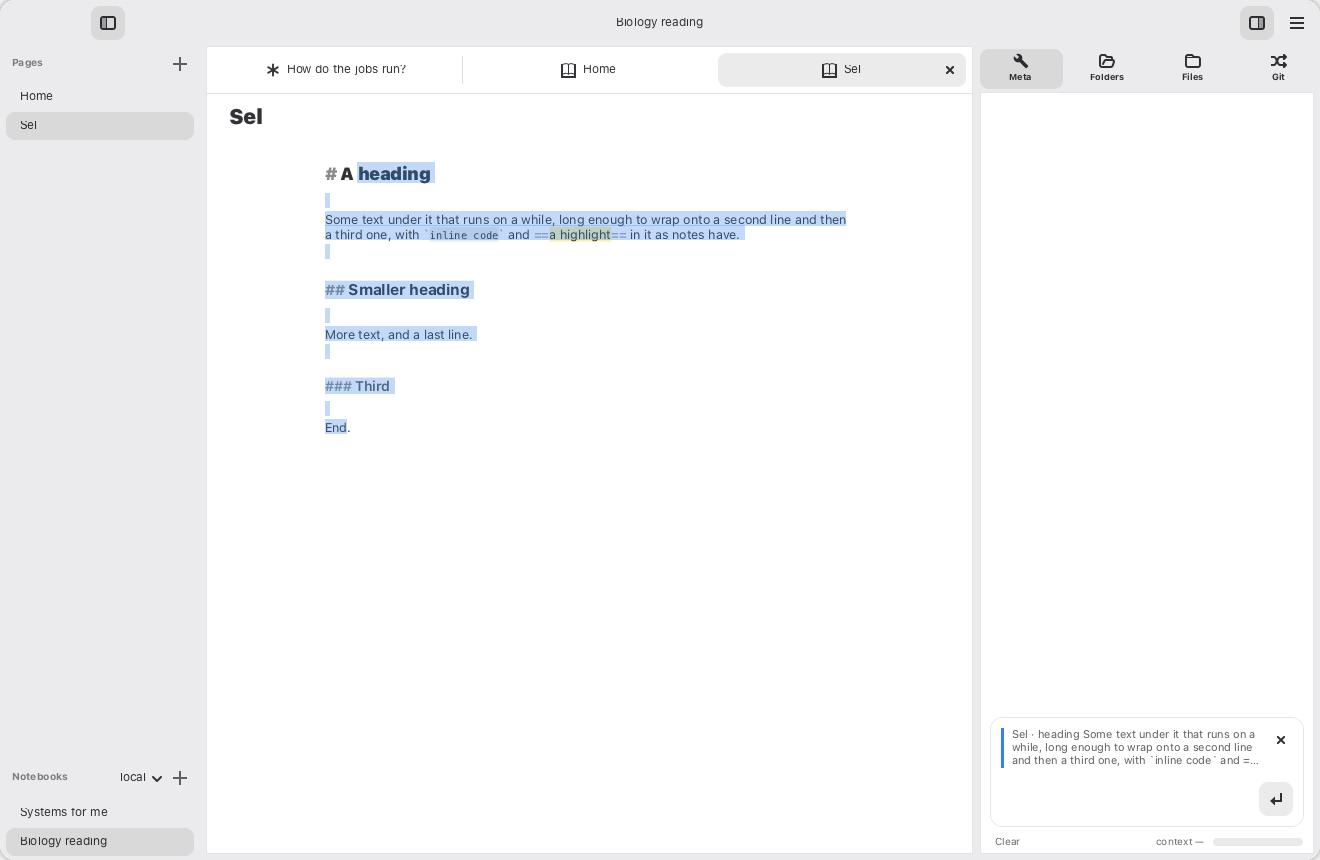 Biology reading
Pages
Home
Sel
How do the jobs run?
Home
Sel
Meta
Folders
Files
Git
Sel
# A heading
Some text under it that runs on a while, long enough to wrap onto a second line and then
a third one, with `inline code` and ==a highlight== in it as notes have.
## Smaller heading
More text, and a last line.
### Third
End.
Sel · heading Some text under it that runs on a
while, long enough to wrap onto a second line
and then a third one, with `inline code` and =…
Clear
context —
Notebooks
local
Systems for me
Biology reading